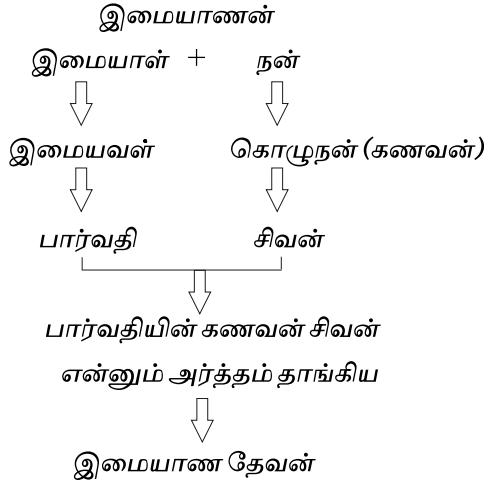 இமையாணன்
இமையாள் + நன்
இமையவள் கொழுநன் (கணவன்)
பார்வதி சிவன்
பார்வதியின் கணவன் சிவன்
என்னும் அர்த்தம் தாங்கிய
இமையாண தேவன்